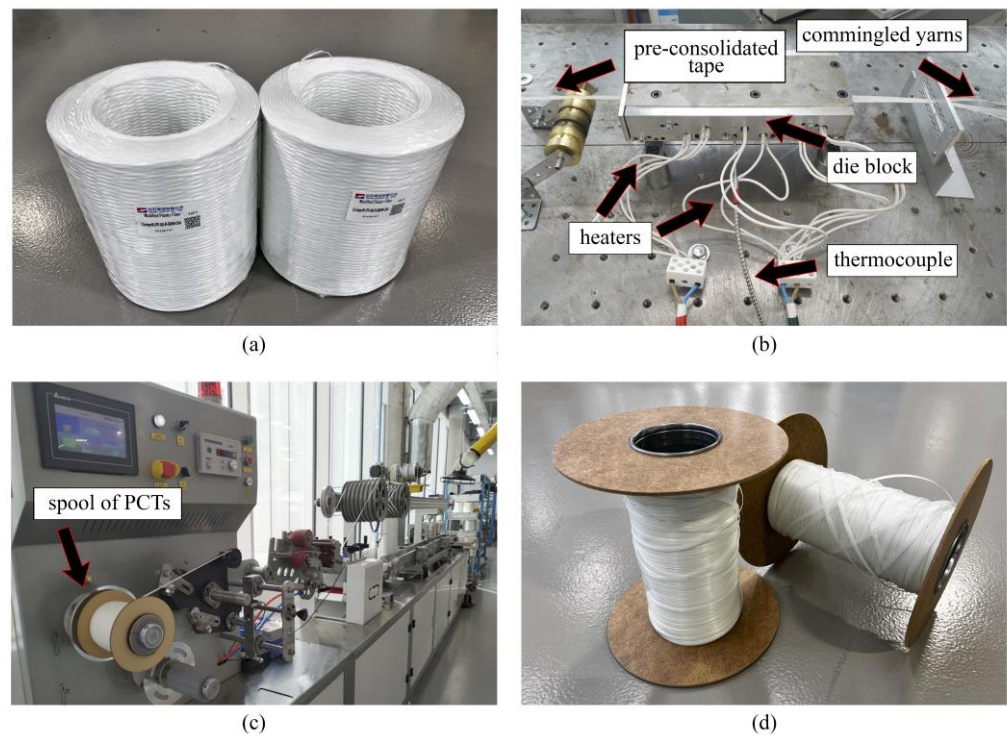 pre-consolidated
tape
commingled yarns
die block
heaters
thermocouple
(a)
(b)
spool of PCTs
(c)
(d)